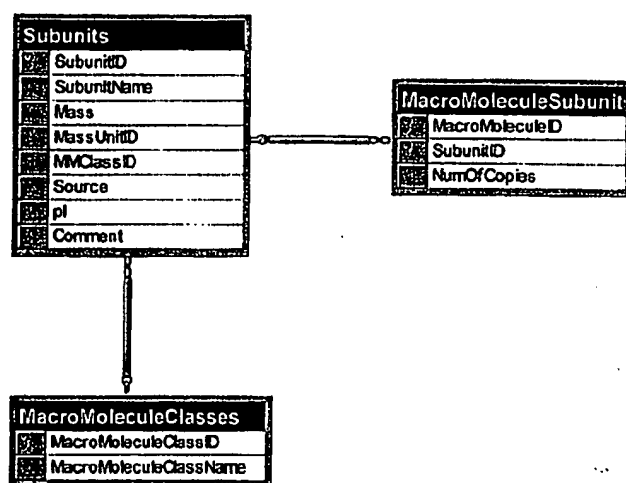 Subunits
SubunitID
SubunitName
Mass
MassUnitID
MMClassID
Source
pI
Comment
MacroMoleculeSubunit
MacroMoleculeID
SubunitID
NumOfCopies
MacroMoleculeClasses
MacroMoleculeClassID
MacroMoleculeClassName